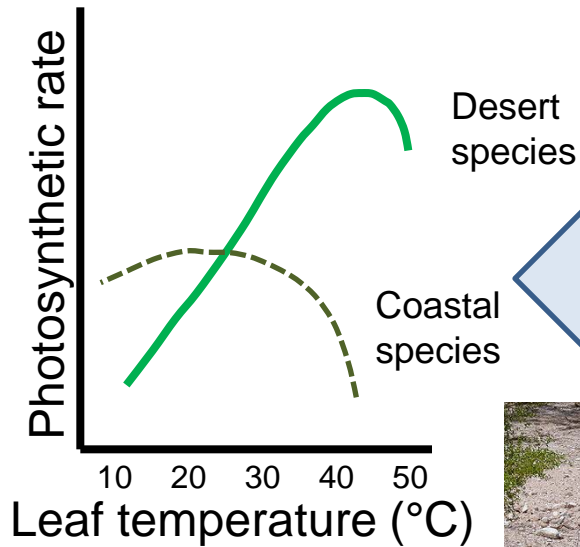 Photosynthetic rate
Desert
species
Coastal
species
10 20 30 40 50
Leaf temperature (°C)